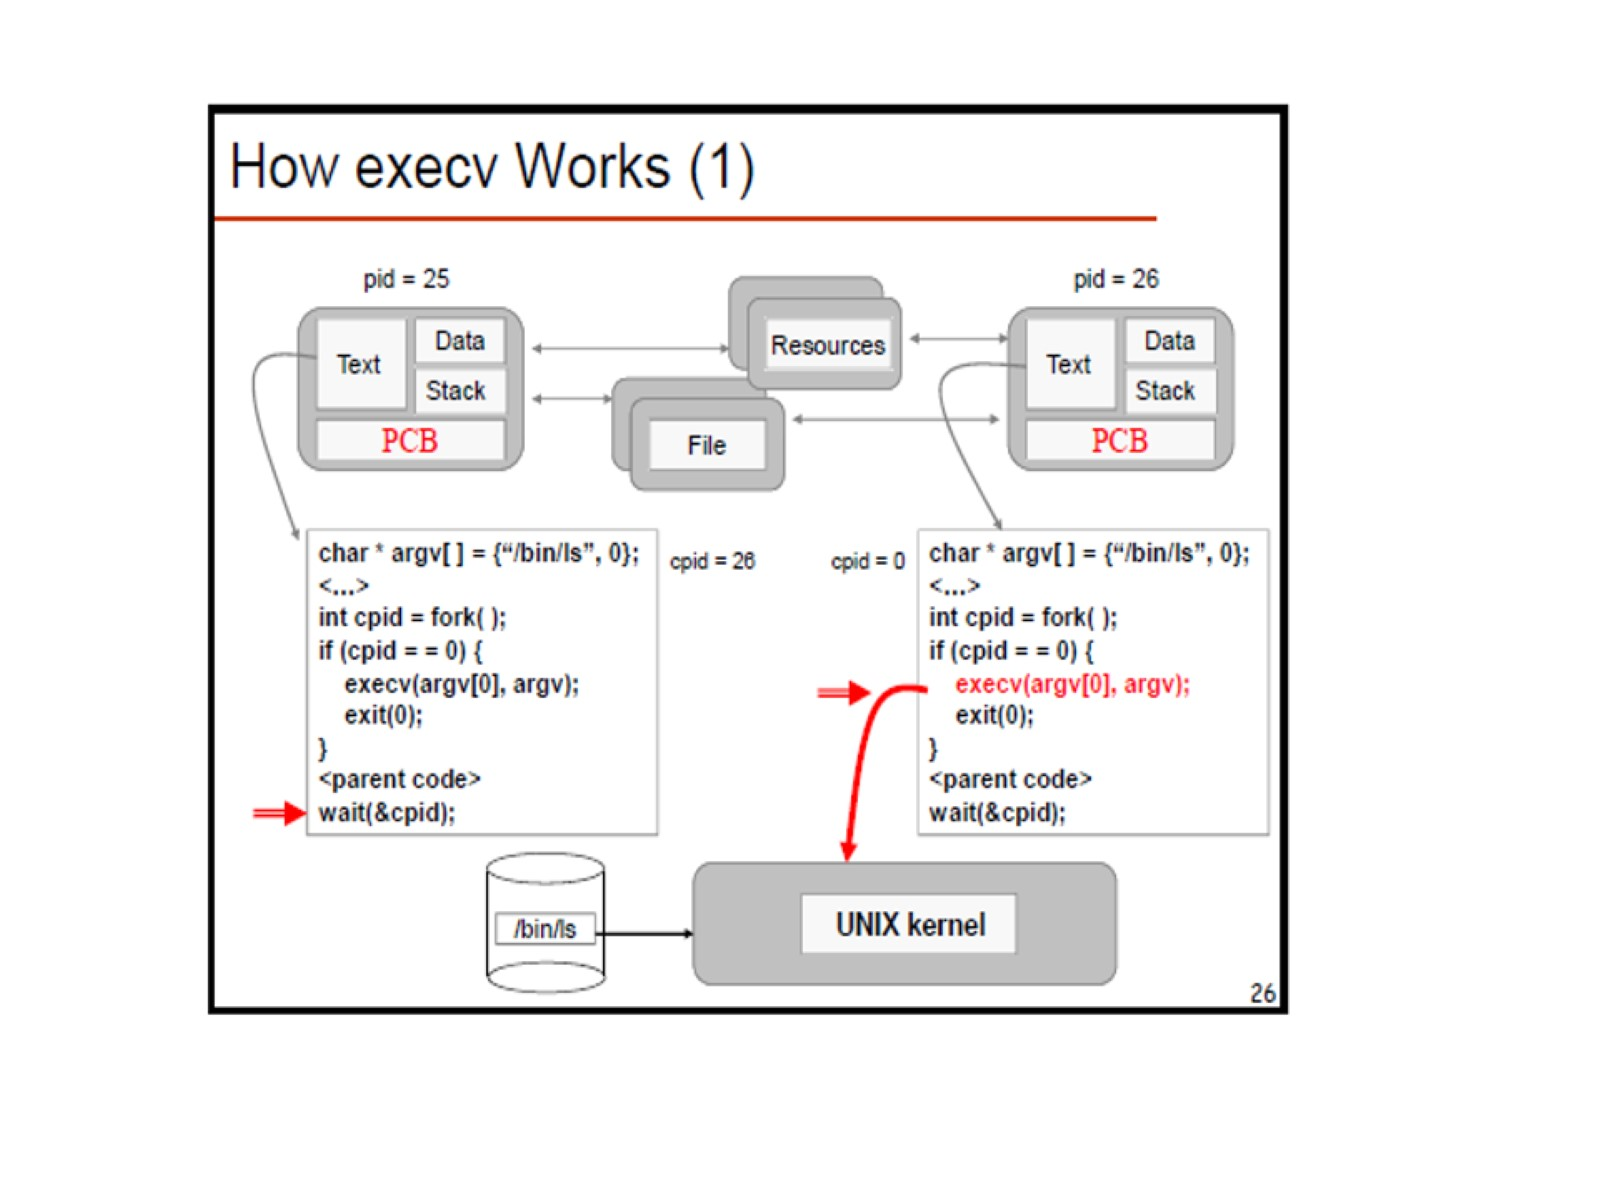 How execv Works (1)
pid = 25
pid = 26
Text
Data
Stack
PCB
Resources
File
Text
Data
Stack
PCB
char * argv[ ] = {“/bin/ls”, 0};
<...>
int cpid = fork( );
if (cpid = = 0) {
execv(argv[0], argv);
exit(0);
}
<parent code>
wait(&cpid);
cpid = 26
cpid = 0
char * argv[ ] = {“/bin/ls”, 0};
<...>
int cpid = fork( );
if (cpid = = 0) {
execv(argv[0], argv);
exit(0);
}
<parent code>
wait(&cpid);
/bin/ls
UNIX kernel
26